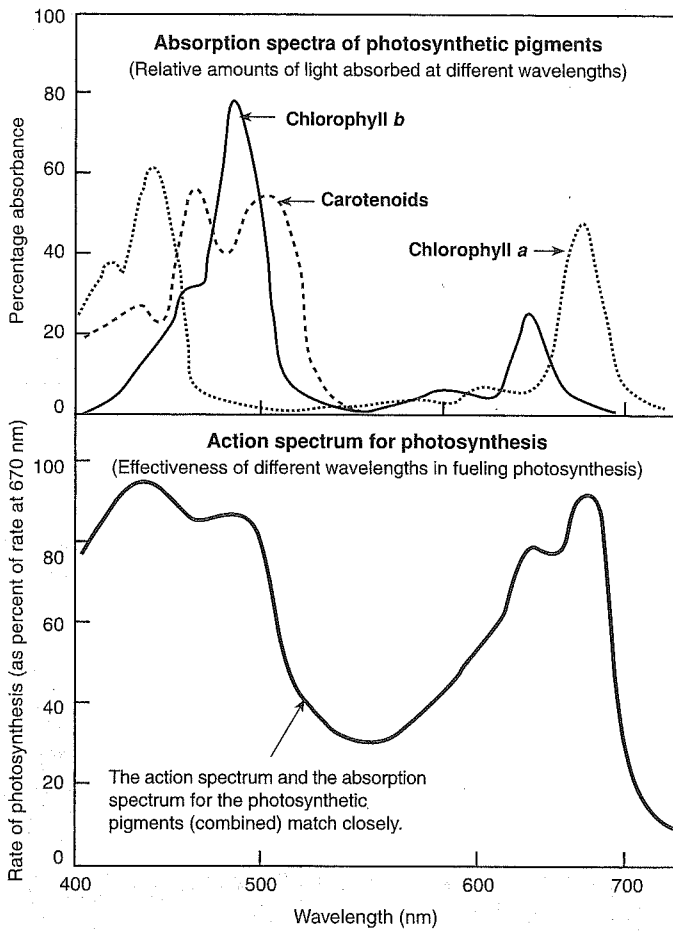 100
80
60
40
20
0
Percentage absorbance
Absorption spectra of photosynthetic pigments
(Relative amounts of light absorbed at different wavelengths)
Chlorophyll b
Carotenoids
Chlorophyll a
Action spectrum for photosynthesis
(Effectiveness of different wavelengths in fueling photosynthesis)
100
80
60
40
20
0
Rate of photosynthesis (as percent of rate at 670 nm)
The action spectrum and the absorption
spectrum for the photosynthetic
pigments (combined) match closely.
400 500 600 700
Wavelength (nm)